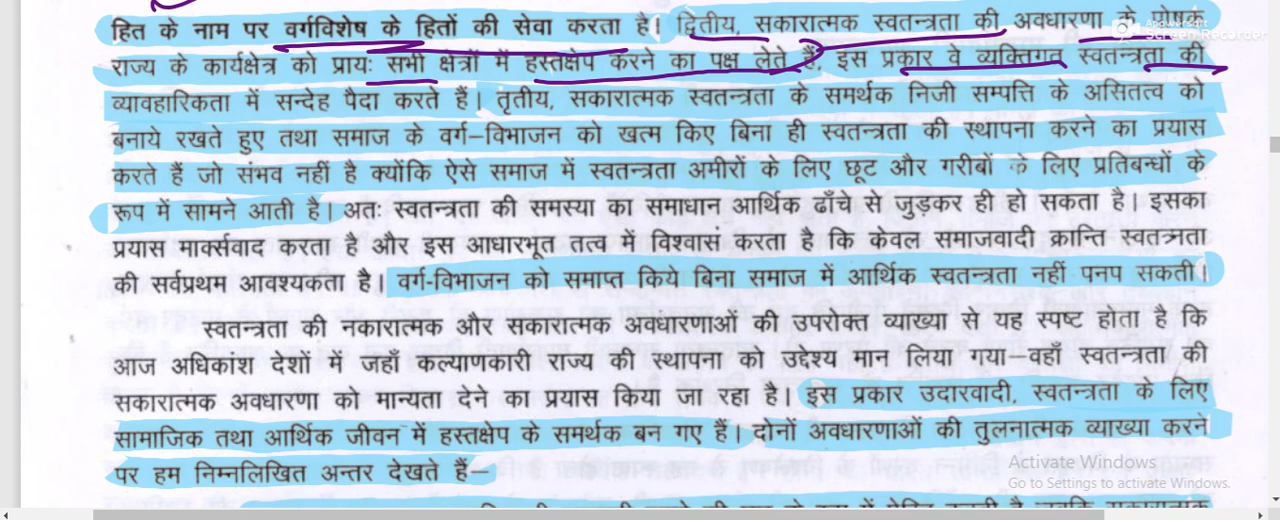 हित के नाम पर वर्गविशेष के हितों की सेवा करता है। द्वितीय, सकारात्मक स्वतन्त्रता की अवधारणा के पोषक
राज्य के कार्यक्षेत्र को प्रायः सभी क्षेत्रों में हस्तक्षेप करने का पक्ष लेते हैं, इस प्रकार वे व्यक्तिगत स्वतन्त्रता की
व्यावहारिकता में सन्देह पैदा करते हैं। तृतीय, सकारात्मक स्वतन्त्रता के समर्थक निजी सम्पत्ति के असितत्व को
बनाये रखते हुए तथा समाज के वर्ग–विभाजन को खत्म किए बिना ही स्वतन्त्रता की स्थापना करने का प्रयास
करते हैं जो संभव नहीं है क्योंकि ऐसे समाज में स्वतन्त्रता अमीरों के लिए छूट और गरीबों के लिए प्रतिबन्धों के
रूप में सामने आती है। अतः स्वतन्त्रता की समस्या का समाधान आर्थिक ढाँचे से जुड़कर ही हो सकता है। इसका
प्रयास मार्क्सवाद करता है और इस आधारभूत तत्व में विश्वास करता है कि केवल समाजवादी क्रान्ति स्वतत्र्नता
की सर्वप्रथम आवश्यकता है। वर्ग-विभाजन को समाप्त किये बिना समाज में आर्थिक स्वतन्त्रता नहीं पनप सकती।
स्वतन्त्रता की नकारात्मक और सकारात्मक अवधारणाओं की उपरोक्त व्याख्या से यह स्पष्ट होता है कि
आज अधिकांश देशों में जहाँ कल्याणकारी राज्य की स्थापना को उद्देश्य मान लिया गया–वहाँ स्वतन्त्रता की
सकारात्मक अवधारणा को मान्यता देने का प्रयास किया जा रहा है। इस प्रकार उदारवादी, स्वतन्त्रता के लिए
सामाजिक तथा आर्थिक जीवन में हस्तक्षेप के समर्थक बन गए हैं। दोनों अवधारणाओं की तुलनात्मक व्याख्या करने
पर हम निम्नलिखित अन्तर देखते हैं–
Apowersoft
Screen Recorder
Activate Windows
Go to Settings to activate Windows.